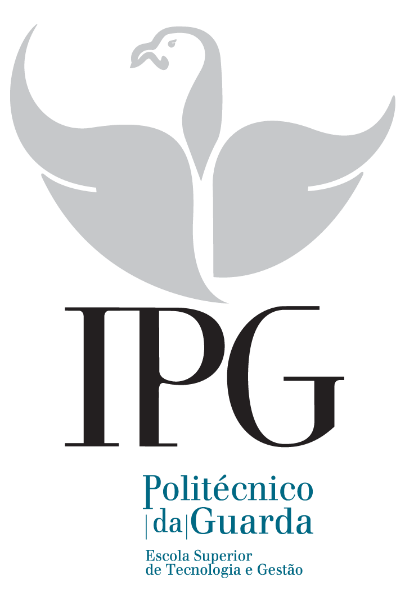 IPG
Politécnico
|da|Guarda
Escola Superior
de Tecnologia e Gestão